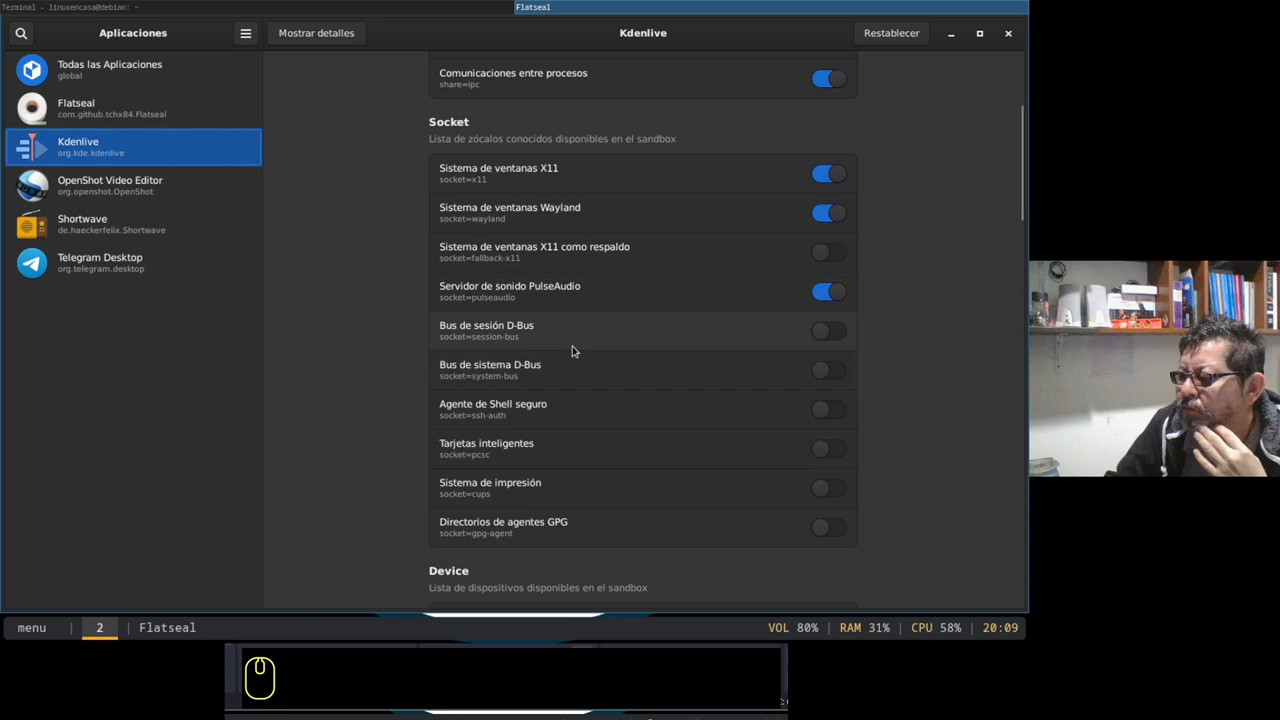 Terminal - linuxencasa@debian: ~
Flatseal
Aplicaciones
Mostrar detalles
Kdenlive
Restablecer
Todas las Aplicaciones
global
Flatseal
com.github.tchx84.Flatseal
Kdenlive
org.kde.kdenlive
OpenShot Video Editor
org.openshot.OpenShot
Shortwave
de.haeckerfelix.Shortwave
Telegram Desktop
org.telegram.desktop
Comunicaciones entre procesos
share=ipc
Socket
Lista de zócalos conocidos disponibles en el sandbox
Sistema de ventanas X11
socket=x11
Sistema de ventanas Wayland
socket=wayland
Sistema de ventanas X11 como respaldo
socket=fallback-x11
Servidor de sonido PulseAudio
socket=pulseaudio
Bus de sesión D-Bus
socket=session-bus
Bus de sistema D-Bus
socket=system-bus
Agente de Shell seguro
socket=ssh-auth
Tarjetas inteligentes
socket=pcsc
Sistema de impresión
socket=cups
Directorios de agentes GPG
socket=gpg-agent
Device
Lista de dispositivos disponibles en el sandbox
menu | 2 | Flatseal
VOL 80% | RAM 31% | CPU 58% | 20:09